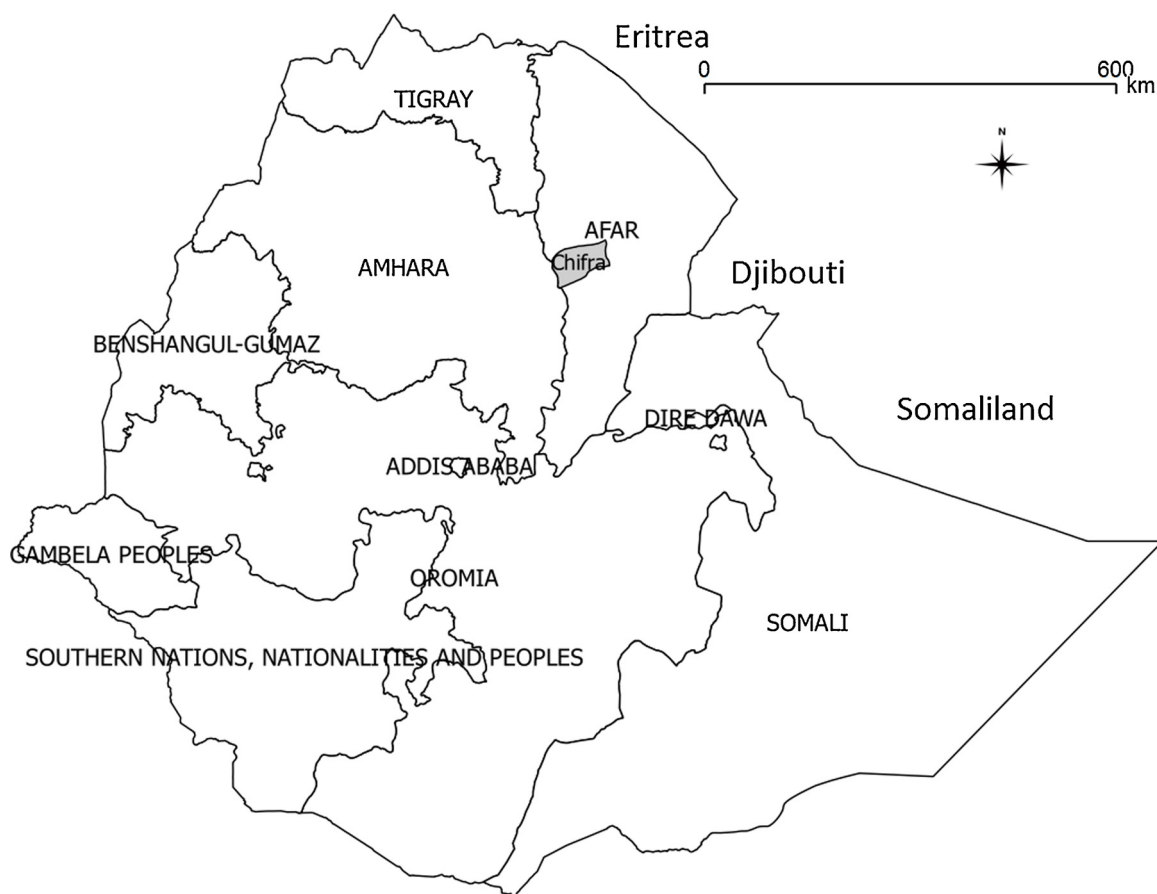 Eritrea
0 600
km
TIGRAY
N
AFAR
Chifra
AMHARA
Djibouti
BENSHANGUL-GUMAZ
Somaliland
DIRE DAWA
ADDIS ABABA
GAMBELA PEOPLES
OROMIA
SOMALI
SOUTHERN NATIONS, NATIONALITIES AND PEOPLES